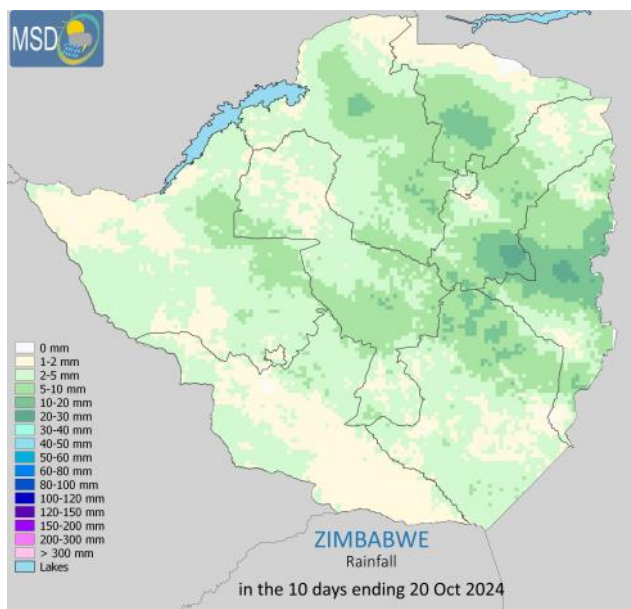 MSD
0 mm
1-2 mm
2-5 mm
5-10 mm
10-20 mm
20-30 mm
30-40 mm
40-50 mm
50-60 mm
60-80 mm
80-100 mm
100-120 mm
120-150 mm
150-200 mm
200-300 mm
> 300 mm
Lakes
ZIMBABWE
Rainfall
in the 10 days ending 20 Oct 2024